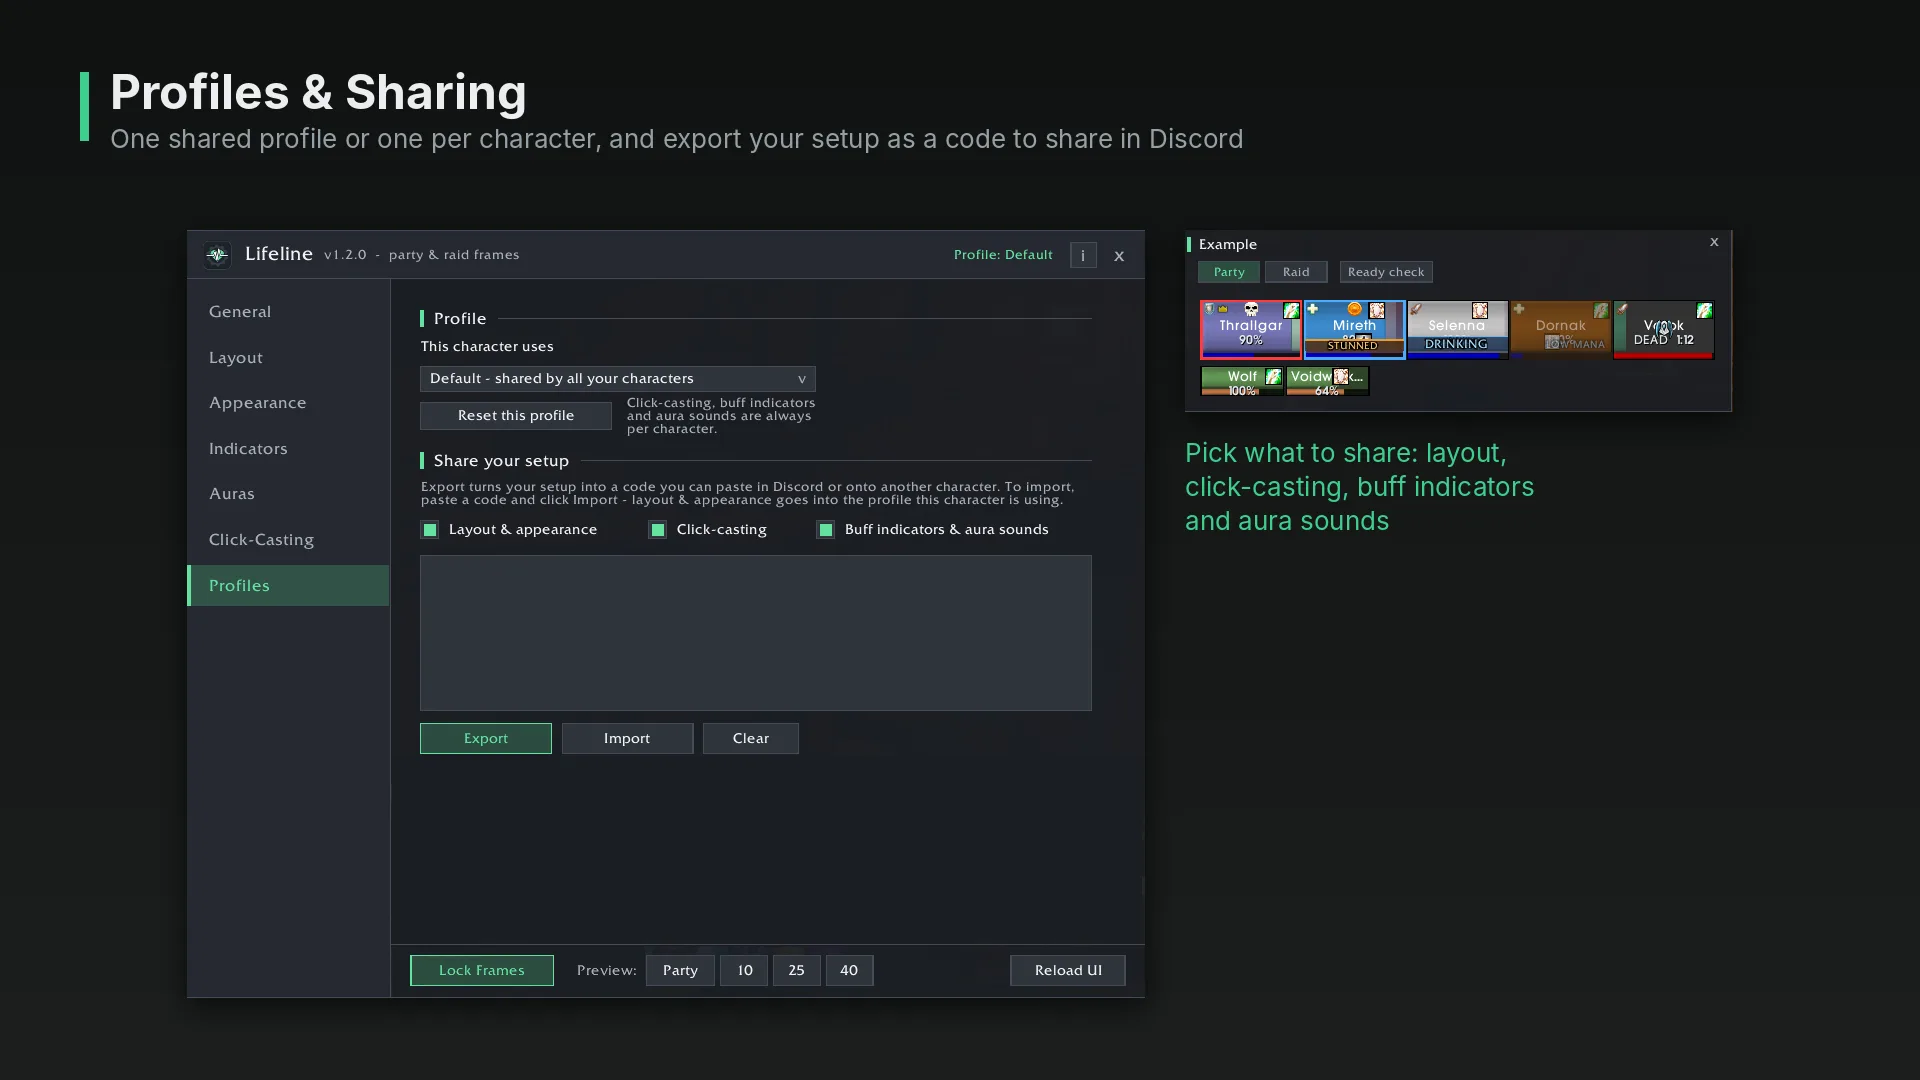 Profiles & Sharing
One shared profile or one per character, and export your setup as a code to share in Discord
Lifeline v1.2.0 - party & raid frames
Profile: Default
i
x
General
Layout
Appearance
Indicators
Auras
Click-Casting
Profiles
Profile
This character uses
Default - shared by all your characters
v
Reset this profile
Click-casting, buff indicators
and aura sounds are always
per character.
Share your setup
Export turns your setup into a code you can paste in Discord or onto another character. To import,
paste a code and click Import - layout & appearance goes into the profile this character is using.
Layout & appearance
Click-casting
Buff indicators & aura sounds
Export
Import
Clear
Lock Frames
Preview:
Party
10
25
40
Reload UI
Example
x
Party
Raid
Ready check
Thrallgar
90%
Mireth
STUNNED
Selenna
DRINKING
Dornak
MANA
DEAD 1:12
Wolf
100%
64%
Pick what to share: layout,
click-casting, buff indicators
and aura sounds